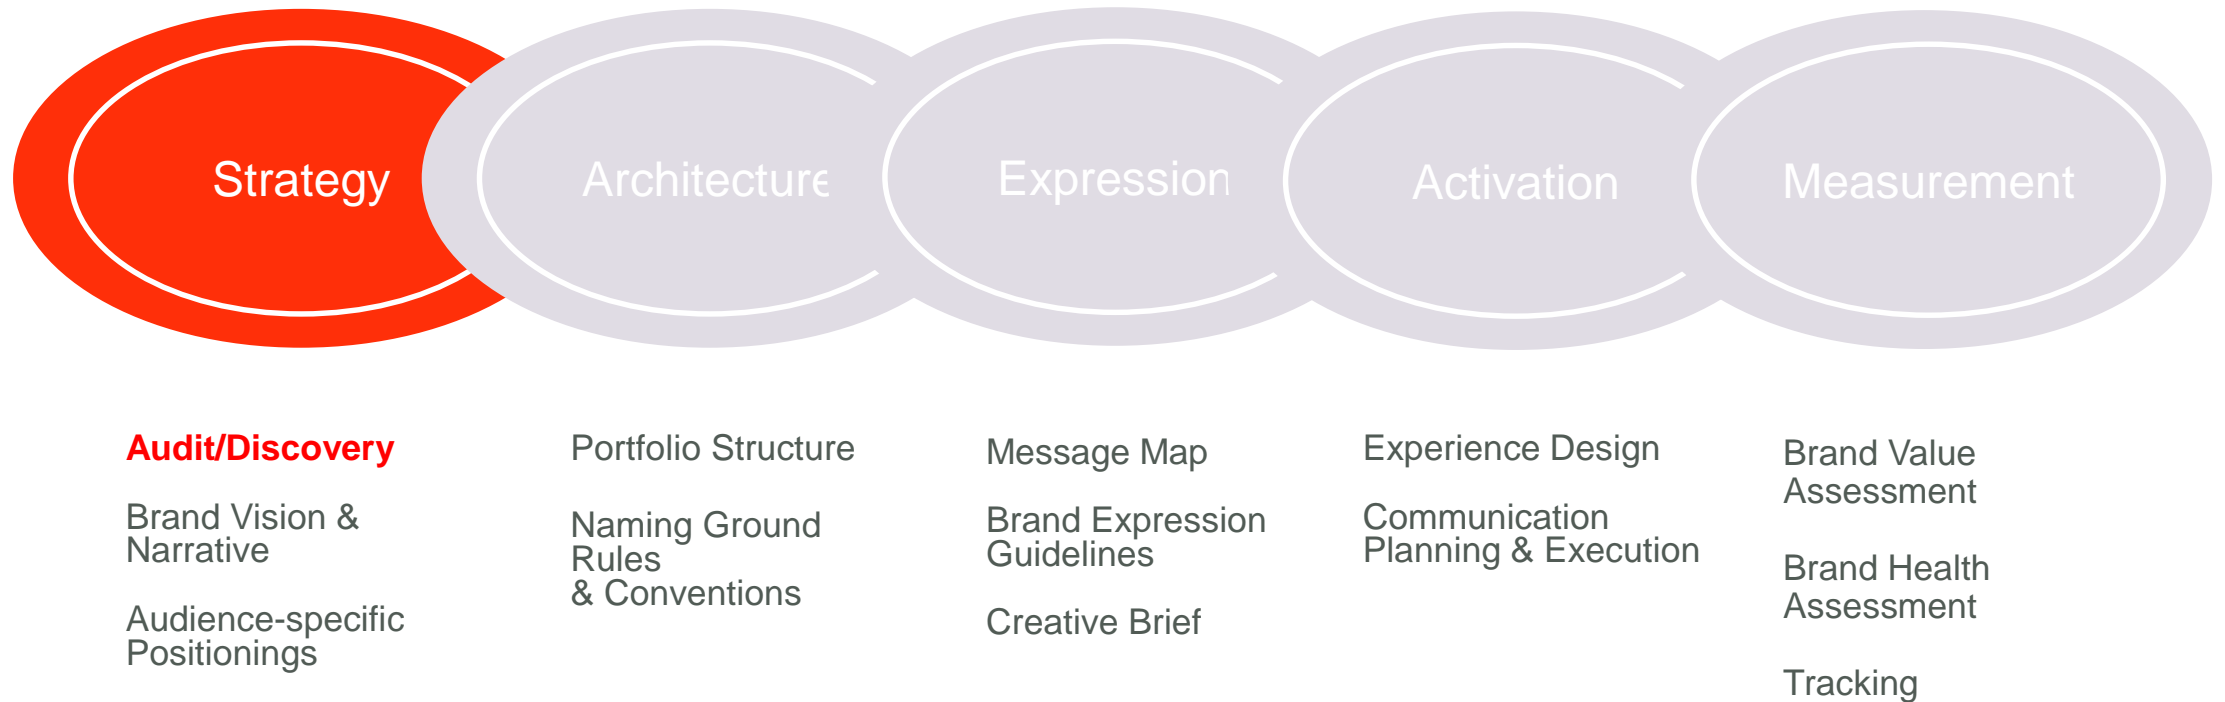 Strategy
Architecture
Expression
Activation
Measurement
Audit/Discovery
Brand Vision &
Narrative
Audience-specific
Positionings
Portfolio Structure
Naming Ground
Rules
& Conventions
Message Map
Brand Expression
Guidelines
Creative Brief
Experience Design
Communication
Planning & Execution
Brand Value
Assessment
Brand Health
Assessment
Tracking